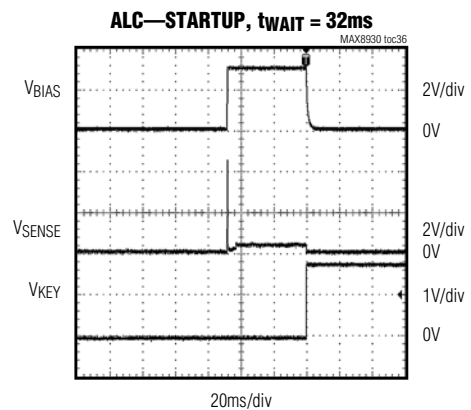 ALC—STARTUP, tWAIT = 32ms
MAX8930 toc36
VBIAS
2V/div
0V
VSENSE
2V/div
0V
VKEY
1V/div
0V
20ms/div